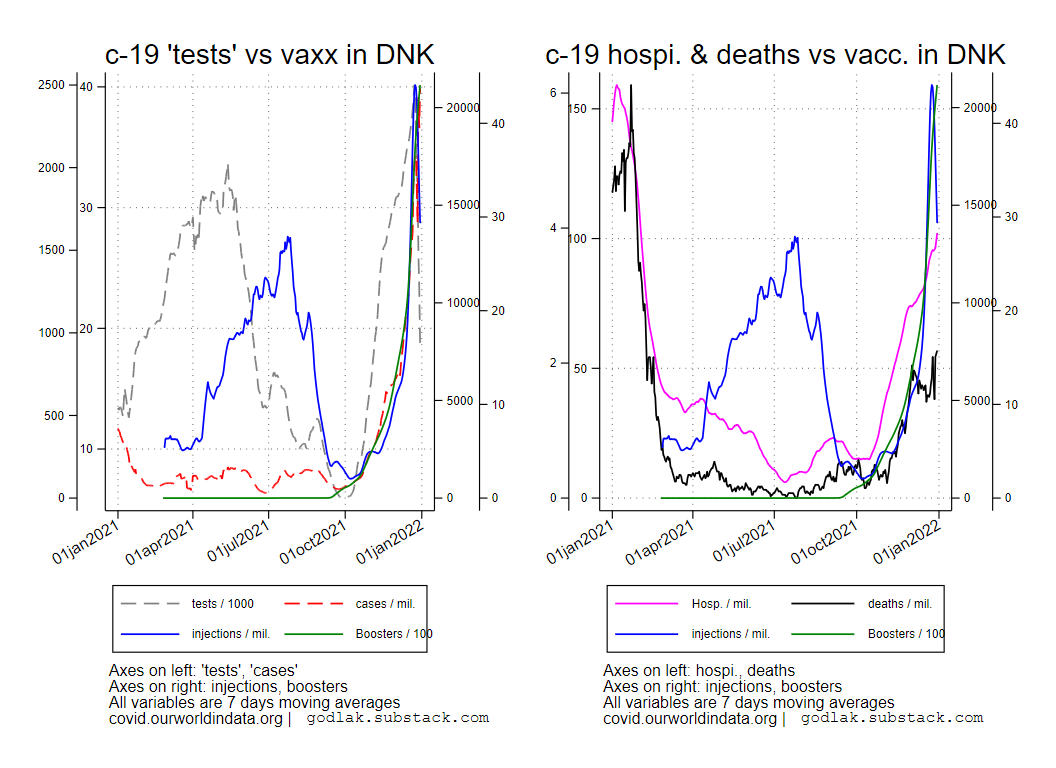 c-19 'tests' vs vaxx in DNK
2500
2000
1500
1000
500
0
40
30
20
10
20000
15000
10000
5000
0
40
30
20
10
0
01jan2021
01apr2021
01jul2021
01oct2021
01jan2022
tests / 1000
cases / mil.
injections / mil.
Boosters / 100
Axes on left: 'tests', 'cases'
Axes on right: injections, boosters
All variables are 7 days moving averages
covid.ourworldindata.org | godlak.substack.com
c-19 hospi. & deaths vs vacc. in DNK
6
4
2
0
150
100
50
0
20000
15000
10000
5000
0
40
30
20
10
0
01jan2021
01apr2021
01jul2021
01oct2021
01jan2022
Hosp. / mil.
deaths / mil.
injections / mil.
Boosters / 100
Axes on left: hospi., deaths
Axes on right: injections, boosters
All variables are 7 days moving averages
covid.ourworldindata.org | godlak.substack.com